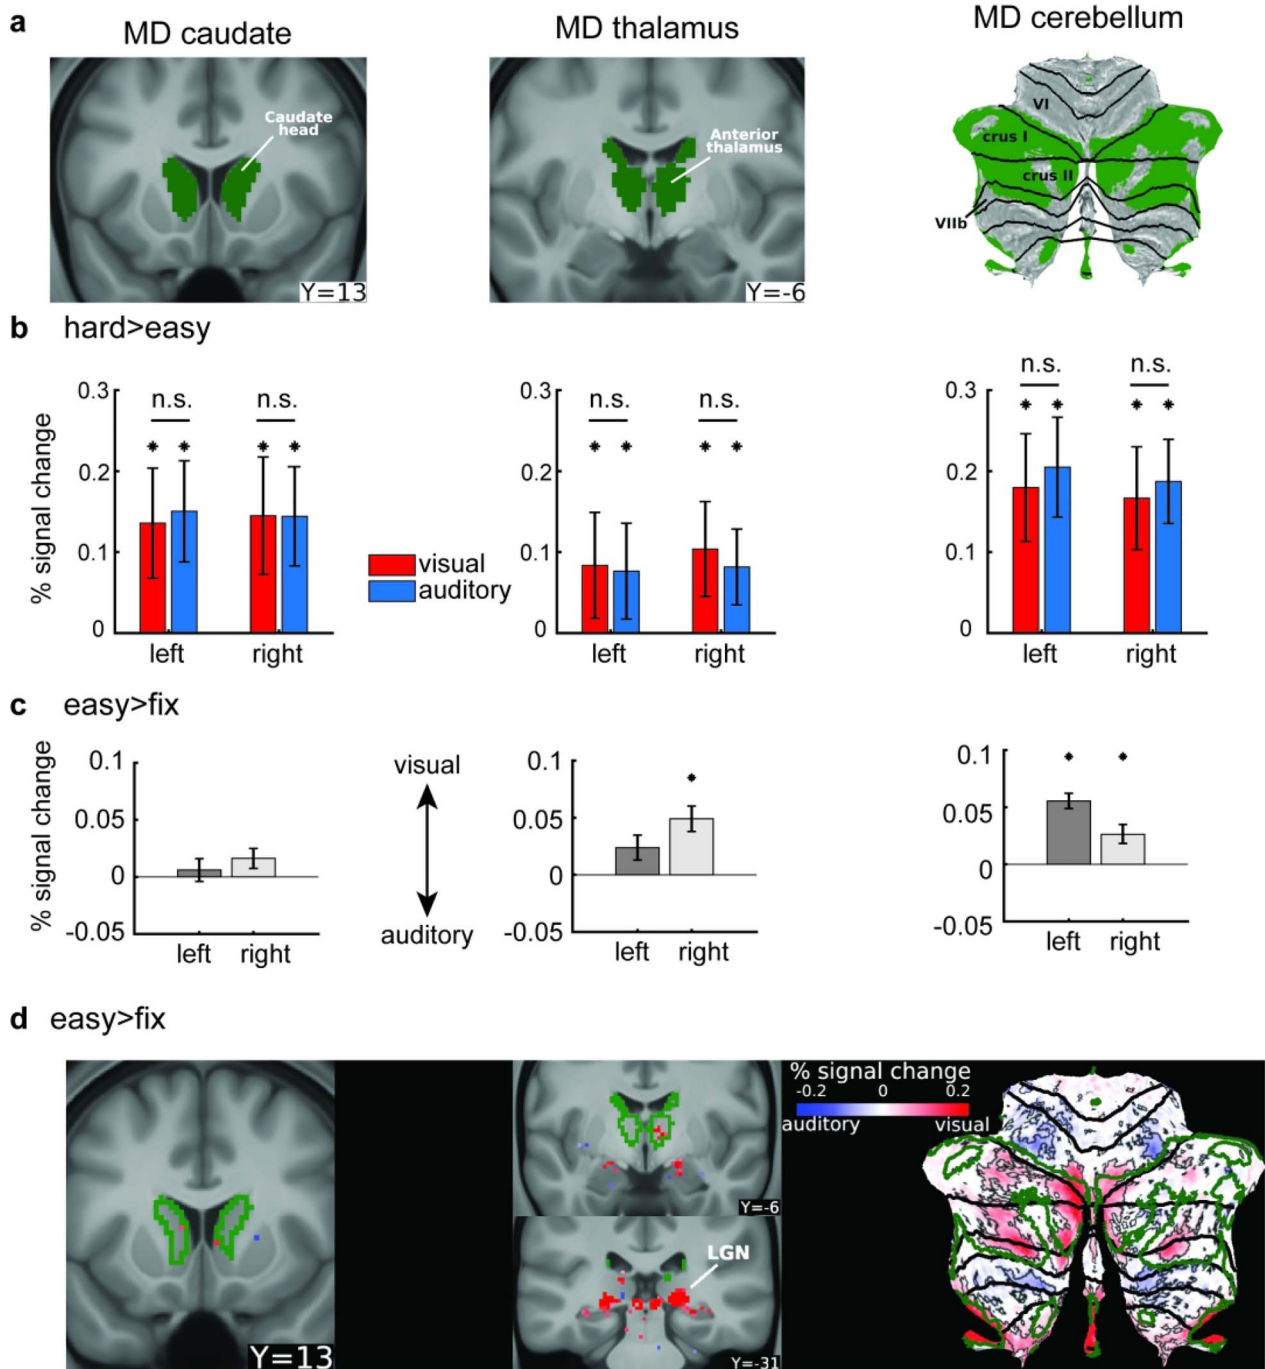 a
MD caudate
MD thalamus
MD cerebellum
Caudate
head
Y=13
Anterior
thalamus
Y=-6
VI
crus I
crus II
VIIb
b hard>easy
% signal change
0.3
0.2
0.1
0
n.s.
n.s.
* *
* *
left
right
visual
auditory
0.3
0.2
0.1
0
n.s.
n.s.
* *
* *
left
right
0.3
0.2
0.1
0
n.s.
n.s.
* *
* *
left
right
c easy>fix
% signal change
0.1
0.05
0
-0.05
left
right
visual
auditory
0.1
0.05
0
-0.05
*
left
right
0.1
0.05
0
-0.05
*
*
left
right
d easy>fix
Y=13
Y=-6
LGN
Y=-31
% signal change
-0.2 0 0.2
auditory visual